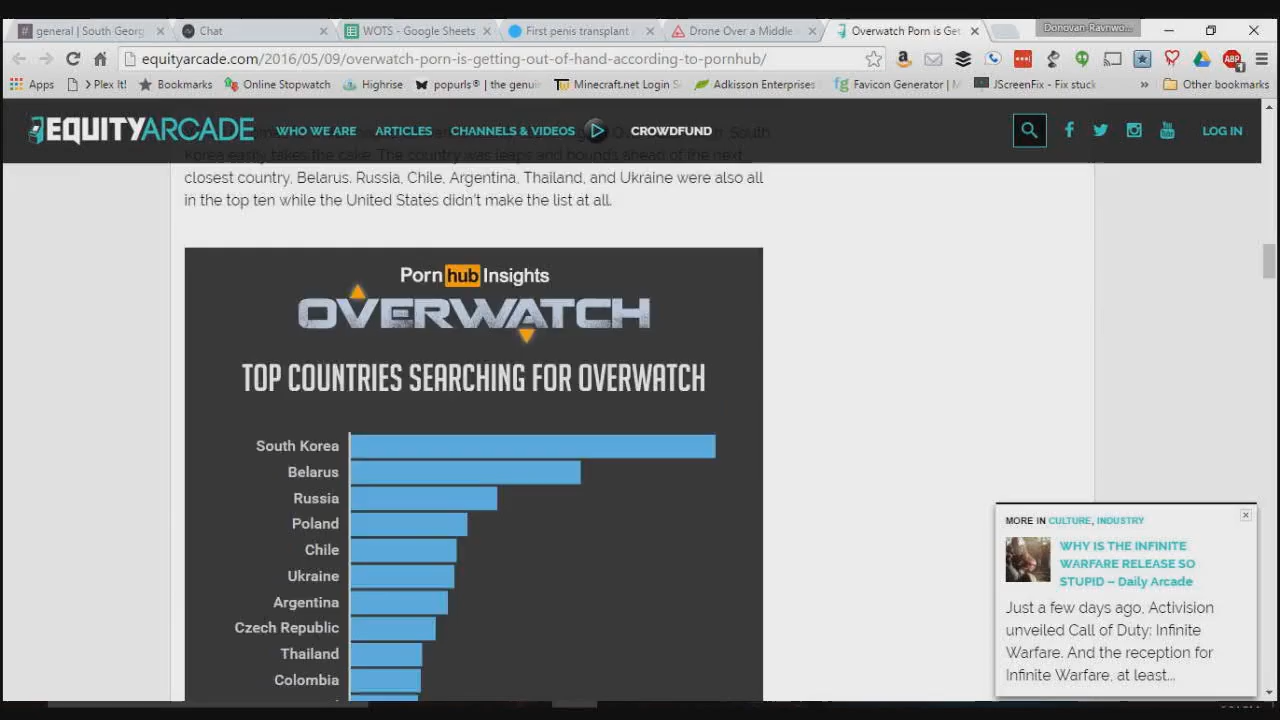 general | South Georg
Chat
WOTS - Google Sheets
First penis transplant
Drone Over a Middle
Overwatch Porn is Get
Donovan Ravnwo...
equityarcade.com/2016/05/09/overwatch-porn-is-getting-out-of-hand-according-to-pornhub/
ABP
Apps
> Plex It!
Bookmarks
Online Stopwatch
Highrise
popurls® | the genuin
Minecraft.net Login S
Adkisson Enterprises
Favicon Generator | M
JScreenFix - Fix stuck
»
Other bookmarks
EQUITYARCADE
WHO WE ARE
ARTICLES
CHANNELS & VIDEOS
CROWDFUND
LOG IN
South
Korea easily takes the cake. The country was leaps and bounds ahead of the next
closest country, Belarus. Russia, Chile, Argentina, Thailand, and Ukraine were also all
in the top ten while the United States didn't make the list at all.
Porn hub Insights
OVERWATCH
TOP COUNTRIES SEARCHING FOR OVERWATCH
South Korea
Belarus
Russia
Poland
Chile
Ukraine
Argentina
Czech Republic
Thailand
Colombia
MORE IN CULTURE, INDUSTRY
WHY IS THE INFINITE
WARFARE RELEASE SO
STUPID – Daily Arcade
Just a few days ago, Activision
unveiled Call of Duty: Infinite
Warfare. And the reception for
Infinite Warfare, at least...